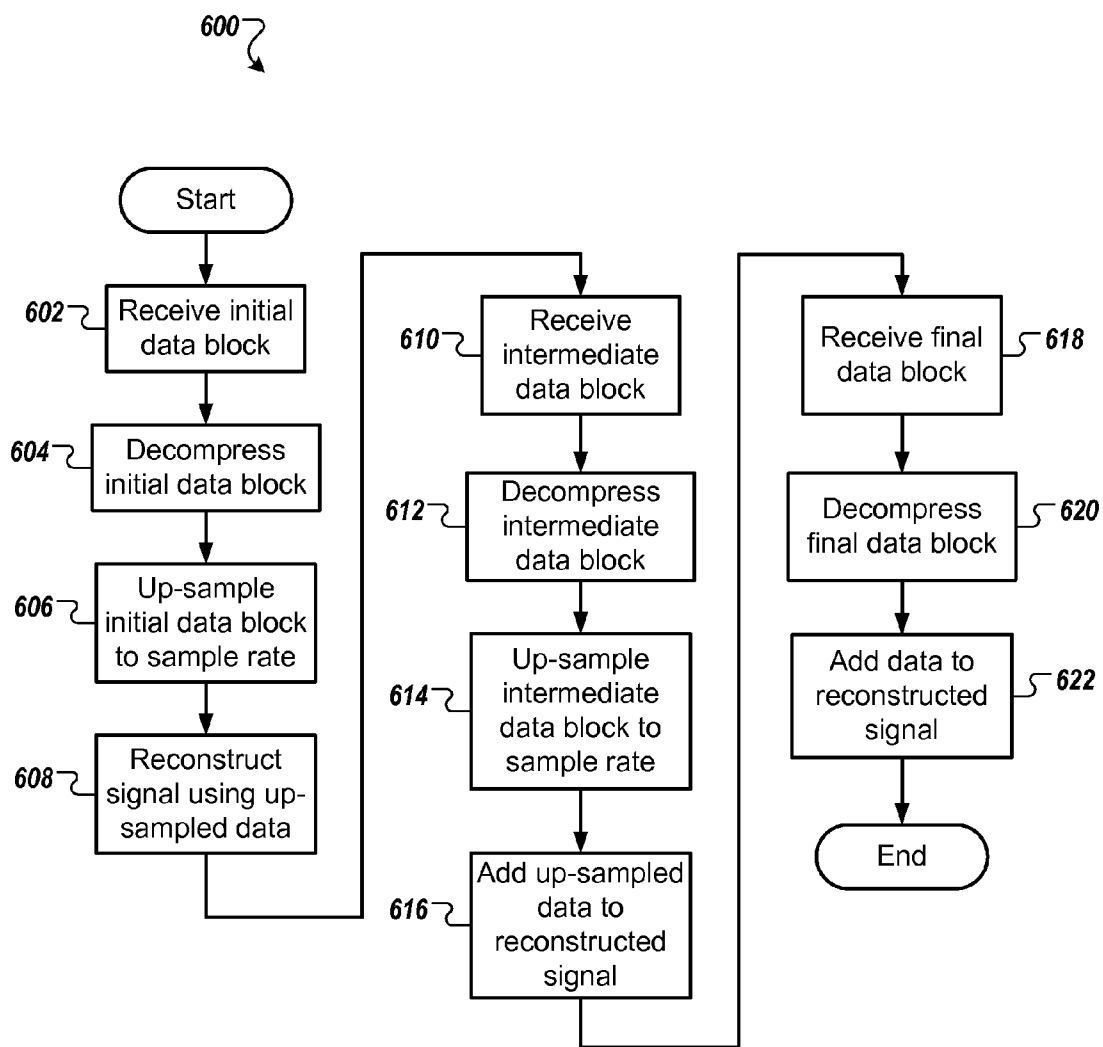 600
Start
602
Receive initial
data block
604
Decompress
initial data block
606
Up-sample
initial data block
to sample rate
608
Reconstruct
signal using up-
sampled data
610
Receive
intermediate
data block
612
Decompress
intermediate
data block
614
Up-sample
intermediate
data block to
sample rate
616
Add up-sampled
data to
reconstructed
signal
618
Receive final
data block
620
Decompress
final data block
622
Add data to
reconstructed
signal
End